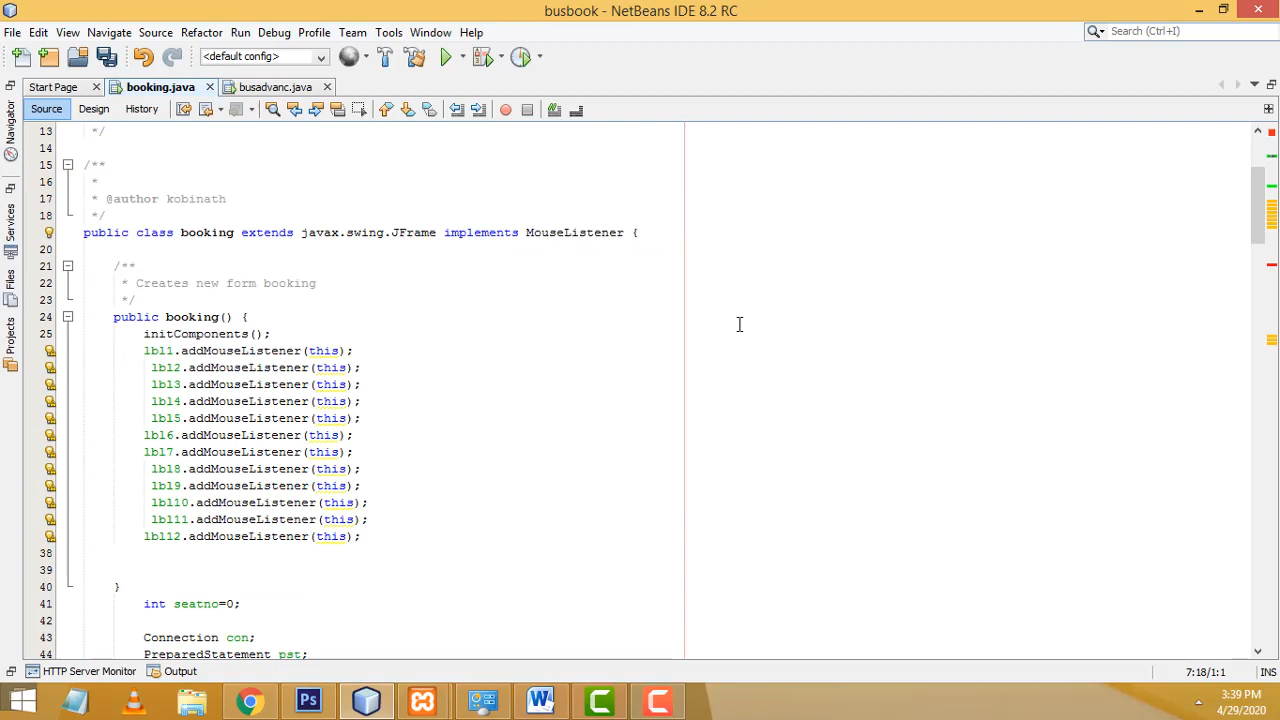 busbook - NetBeans IDE 8.2 RC
File Edit View Navigate Source Refactor Run Debug Profile Team Tools Window Help
Search (Ctrl+I)
<default config>
Start Page booking.java busadvanc.java
Source Design History
Navigator
Services
Files
Projects
13 */
14
15 /**
16 *
17 * @author kobinath
18 */
public class booking extends javax.swing.JFrame implements MouseListener {
20
21 /**
22 * Creates new form booking
23 */
24 public booking() {
25 initComponents();
lbl1.addMouseListener(this);
lbl2.addMouseListener(this);
lbl3.addMouseListener(this);
lbl4.addMouseListener(this);
lbl5.addMouseListener(this);
lbl6.addMouseListener(this);
lbl7.addMouseListener(this);
lbl8.addMouseListener(this);
lbl9.addMouseListener(this);
lbl10.addMouseListener(this);
lbl11.addMouseListener(this);
lbl12.addMouseListener(this);
38
39
40 }
41 int seatno=0;
42
43 Connection con;
44 PreparedStatement pst;
HTTP Server Monitor Output
7:18/1:1 INS
Ps W C C
3:39 PM
4/29/2020